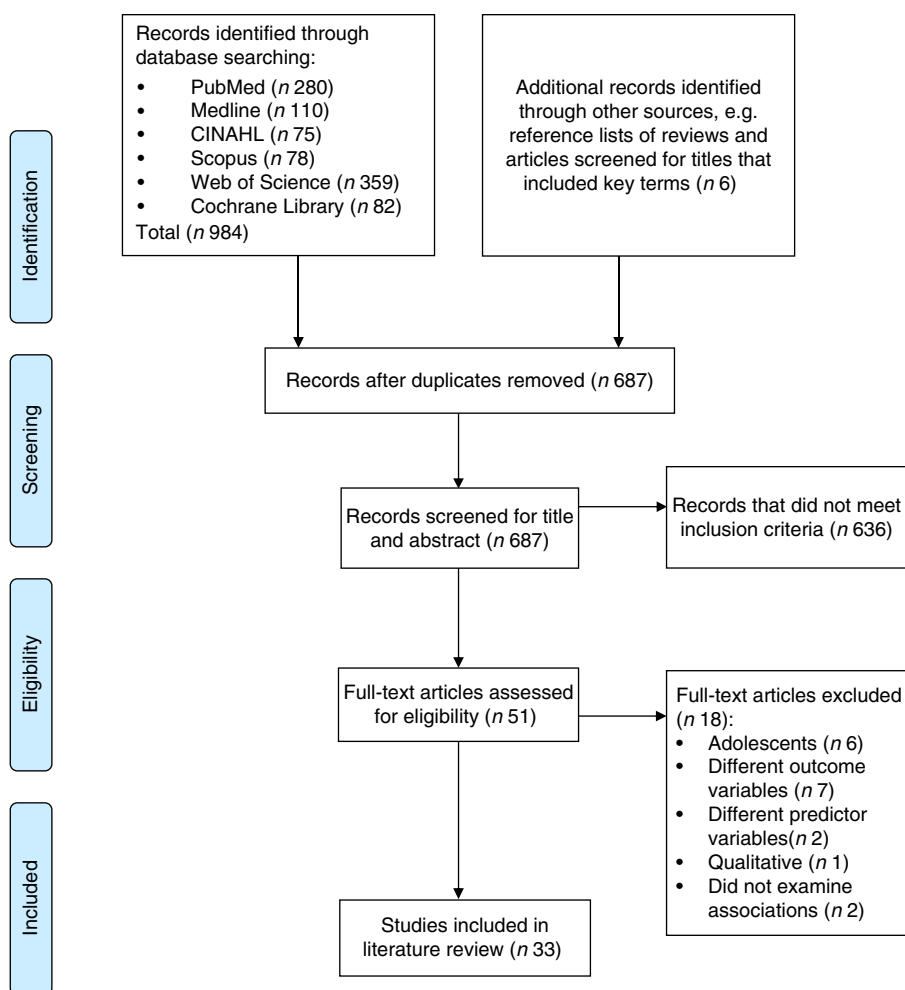 Records identified through
database searching:
• PubMed (n 280)
• Medline (n 110)
• CINAHL (n 75)
• Scopus (n 78)
• Web of Science (n 359)
• Cochrane Library (n 82)
Total (n 984)
Additional records identified
through other sources, e.g.
reference lists of reviews and
articles screened for titles that
included key terms (n 6)
Identification
Records after duplicates removed (n 687)
Screening
Records screened for title
and abstract (n 687)
Records that did not meet
inclusion criteria (n 636)
Eligibility
Full-text articles assessed
for eligibility (n 51)
Full-text articles excluded
(n 18):
• Adolescents (n 6)
• Different outcome
variables (n 7)
• Different predictor
variables(n 2)
• Qualitative (n 1)
• Did not examine
associations (n 2)
Included
Studies included in
literature review (n 33)